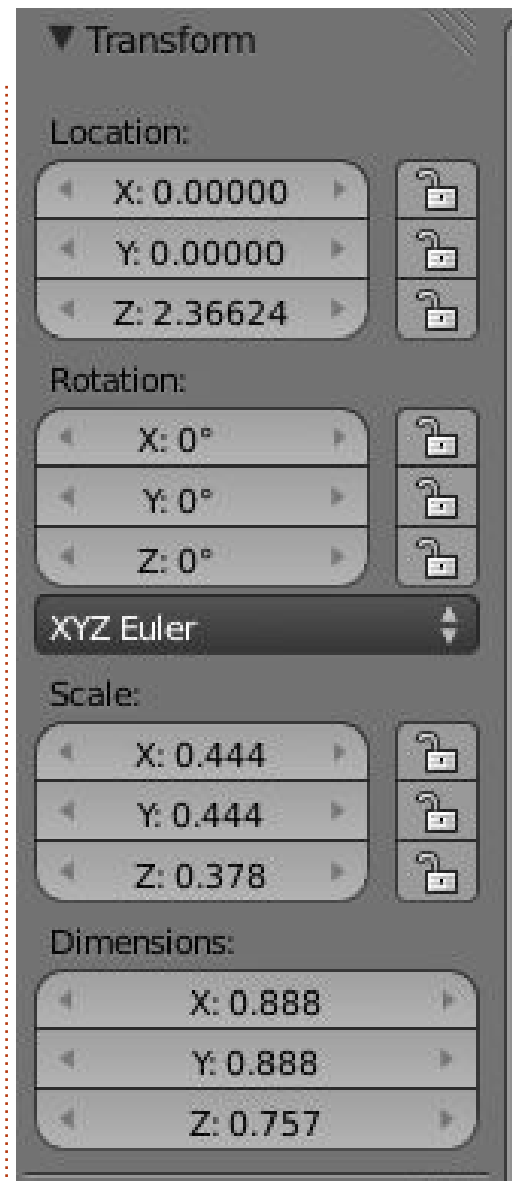 Transform
Location:
X: 0.00000
Y: 0.00000
Z: 2.36624
Rotation:
X: 0°
Y: 0°
Z: 0°
XYZ Euler
Scale:
X: 0.444
Y: 0.444
Z: 0.378
Dimensions:
X: 0.888
Y: 0.888
Z: 0.757